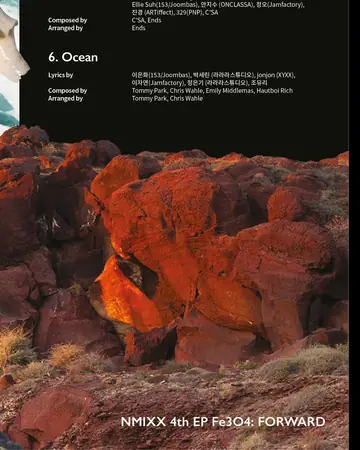 Ellie Suh(153/Joombas), 안지수 (ONCLASSA), 정모(Jamfactory),
진경 (ARTiffect), 329(PNP), C'SA
Composed by C'SA, Ends
Arranged by Ends
6. Ocean
Lyrics by 이은화(153/Joombas), 박세린 (라라라스튜디오), jonjon (XYXX),
이자연(Jamfactory), 정은기 (라라라스튜디오), 조유리
Composed by Tommy Park, Chris Wahle, Emily Middlemas, Hautboi Rich
Arranged by Tommy Park, Chris Wahle
NMIXX 4th EP Fe3O4: FORWARD